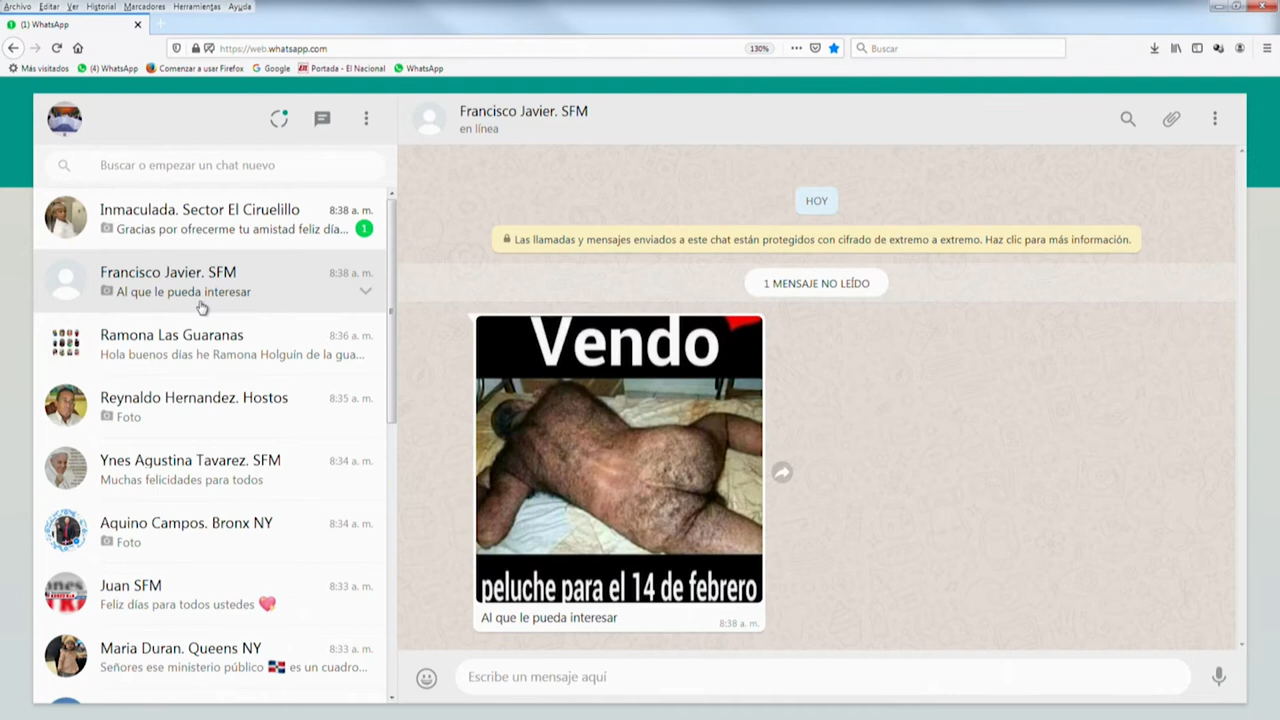 Archivo Editar Ver Historial Marcadores Herramientas Ayuda
(1) WhatsApp
https://web.whatsapp.com
130%
Buscar
Más visitados
(4) WhatsApp
Comenzar a usar Firefox
Google
Portada - El Nacional
WhatsApp
Buscar o empezar un chat nuevo
Inmaculada. Sector El Ciruelillo 8:38 a. m.
Gracias por ofrecerme tu amistad feliz día... 1
Francisco Javier. SFM 8:38 a. m.
Al que le pueda interesar
Ramona Las Guaranas 8:36 a. m.
Hola buenos días he Ramona Holguín de la gua...
Reynaldo Hernandez. Hostos 8:35 a. m.
Foto
Ynes Agustina Tavarez. SFM 8:34 a. m.
Muchas felicidades para todos
Aquino Campos. Bronx NY 8:34 a. m.
Foto
Juan SFM 8:33 a. m.
Feliz días para todos ustedes
Maria Duran. Queens NY 8:33 a. m.
Señores ese ministerio público es un cuadro...
Francisco Javier. SFM
en línea
HOY
Las llamadas y mensajes enviados a este chat están protegidos con cifrado de extremo a extremo. Haz clic para más información.
1 MENSAJE NO LEÍDO
Vendo
peluche para el 14 de febrero
Al que le pueda interesar
8:38 a. m.
Escribe un mensaje aquí